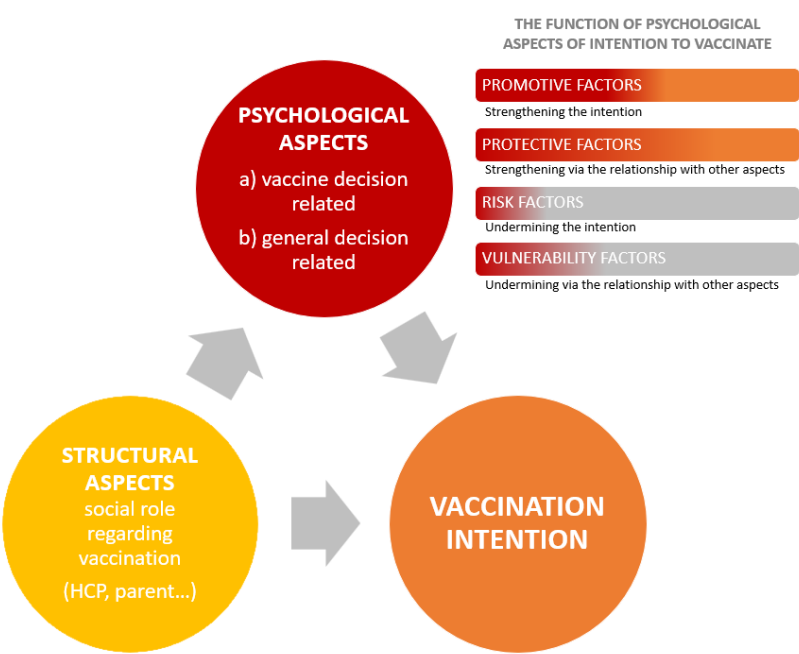 THE FUNCTION OF PSYCHOLOGICAL
ASPECTS OF INTENTION TO VACCINATE
PROMOTIVE FACTORS
Strengthening the intention
PROTECTIVE FACTORS
Strengthening via the relationship with other aspects
RISK FACTORS
Undermining the intention
VULNERABILITY FACTORS
Undermining via the relationship with other aspects
PSYCHOLOGICAL
ASPECTS
a) vaccine decision
related
b) general decision
related
STRUCTURAL
ASPECTS
social role
regarding
vaccination
(HCP, parent...)
VACCINATION
INTENTION